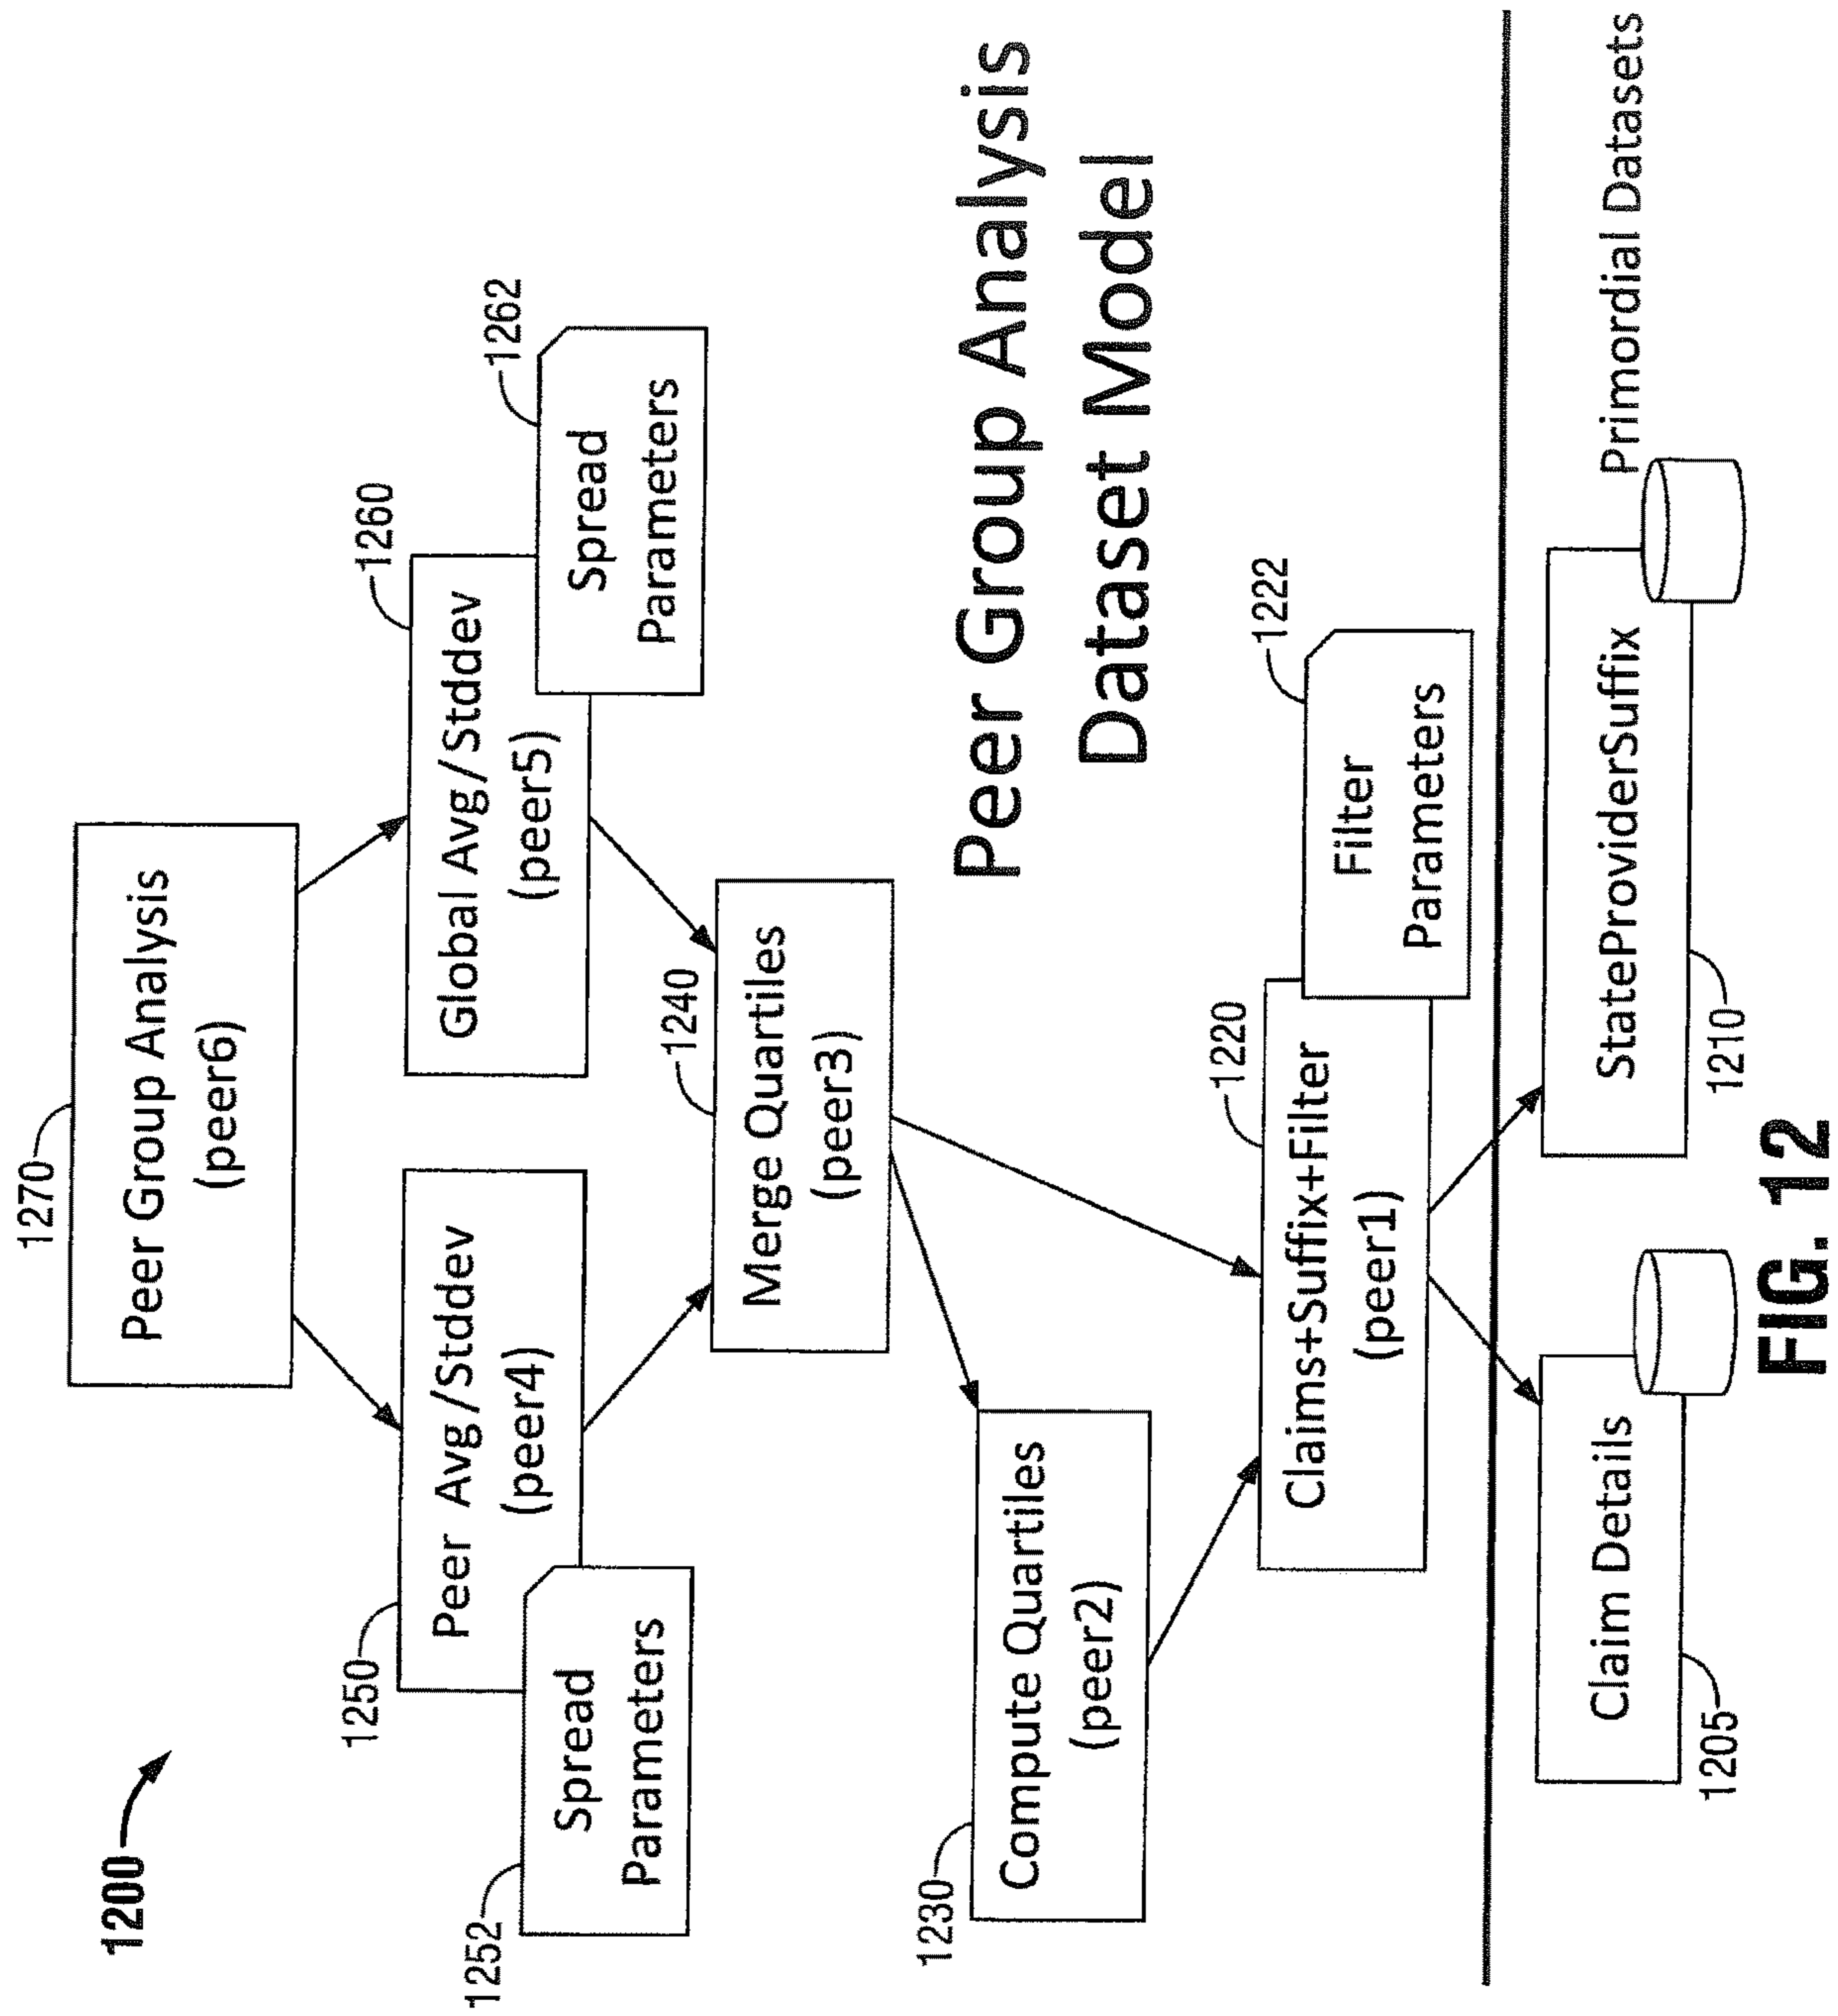 1200
1270
Peer Group Analysis
(peer6)
1250
Peer Avg/Stddev
(peer4)
1252
Spread
Parameters
1260
Global Avg/Stddev
(peer5)
1262
Spread
Parameters
1240
Merge Quartiles
(peer3)
Peer Group Analysis
Dataset Model
1230
Compute Quartiles
(peer2)
1220
Claims+Suffix+Filter
(peer1)
1222
Filter
Parameters
Primordial Datasets
Claim Details
1205
StateProviderSuffix
1210
FIG. 12